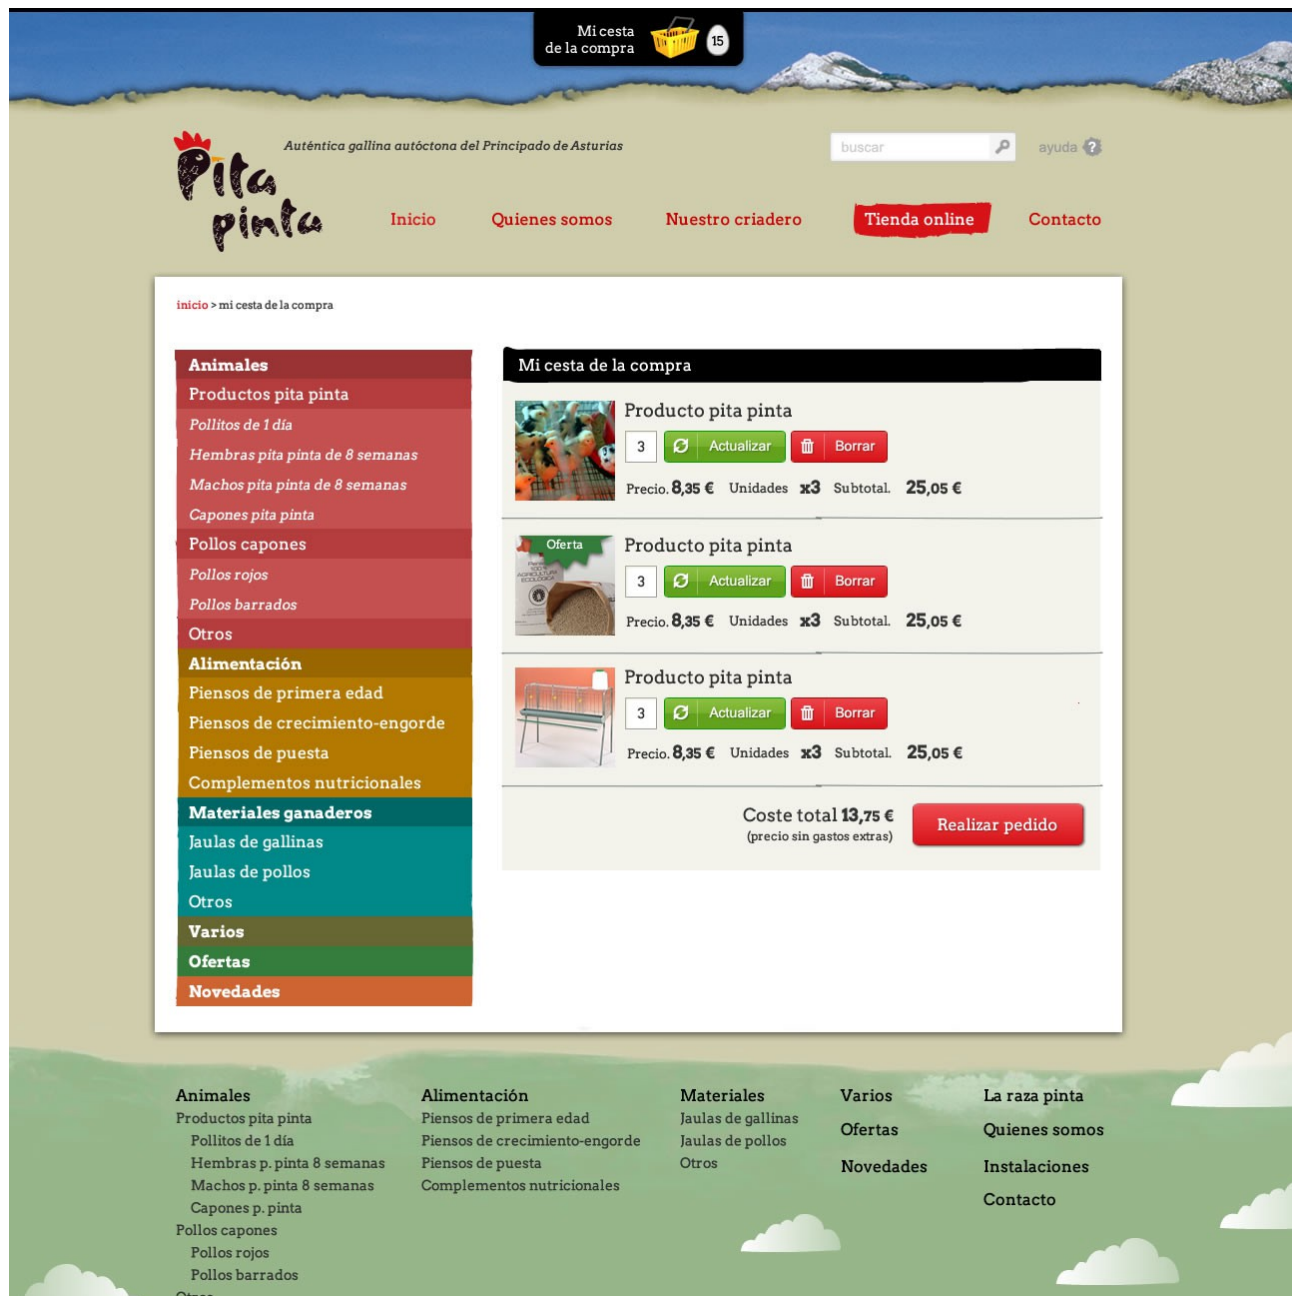 Mi cesta
de la compra
15
Auténtica gallina autóctona del Principado de Asturias
buscar
ayuda ?
Pita
pinta
Inicio Quienes somos Nuestro criadero Tienda online Contacto
inicio > mi cesta de la compra
Animales
Productos pita pinta
Pollitos de 1 día
Hembras pita pinta de 8 semanas
Machos pita pinta de 8 semanas
Capones pita pinta
Pollos capones
Pollos rojos
Pollos barrados
Otros
Alimentación
Piensos de primera edad
Piensos de crecimiento-engorde
Piensos de puesta
Complementos nutricionales
Materiales ganaderos
Jaulas de gallinas
Jaulas de pollos
Otros
Varios
Ofertas
Novedades
Mi cesta de la compra
Producto pita pinta
3 Actualizar Borrar
Precio. 8,35 € Unidades x3 Subtotal. 25,05 €
Oferta
AGRICULTURA
ECOLÓGICA
Producto pita pinta
3 Actualizar Borrar
Precio. 8,35 € Unidades x3 Subtotal. 25,05 €
Producto pita pinta
3 Actualizar Borrar
Precio. 8,35 € Unidades x3 Subtotal. 25,05 €
Coste total 13,75 €
(precio sin gastos extras)
Realizar pedido
Animales
Productos pita pinta
Pollitos de 1 día
Hembras p. pinta 8 semanas
Machos p. pinta 8 semanas
Capones p. pinta
Pollos capones
Pollos rojos
Pollos barrados
Otros
Alimentación
Piensos de primera edad
Piensos de crecimiento-engorde
Piensos de puesta
Complementos nutricionales
Materiales
Jaulas de gallinas
Jaulas de pollos
Otros
Varios
Ofertas
Novedades
La raza pinta
Quienes somos
Instalaciones
Contacto